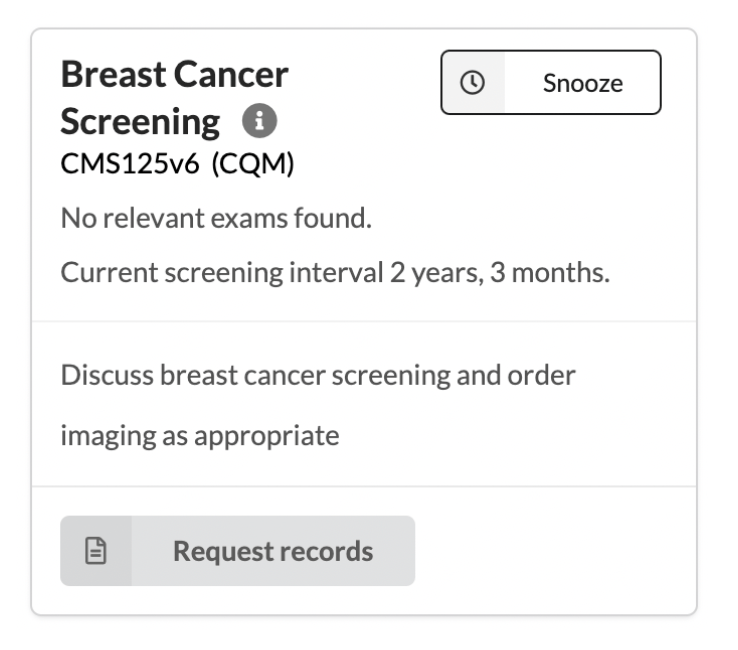 Breast Cancer
Screening
Snooze
CMS125v6 (CQM)
No relevant exams found.
Current screening interval 2 years, 3 months.
Discuss breast cancer screening and order
imaging as appropriate
Request records